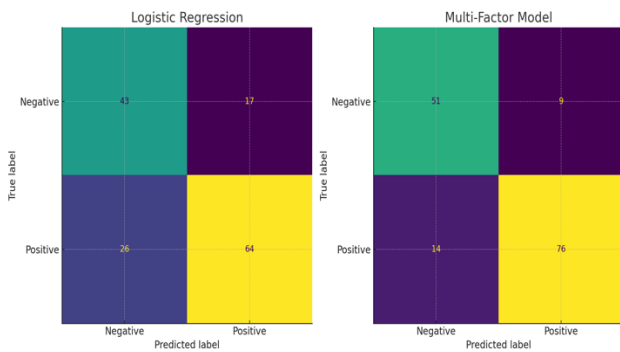 Logistic Regression
Negative
43
17
True label
Positive
26
64
Negative
Positive
Predicted label
Multi-Factor Model
Negative
51
9
True label
Positive
14
76
Negative
Positive
Predicted label